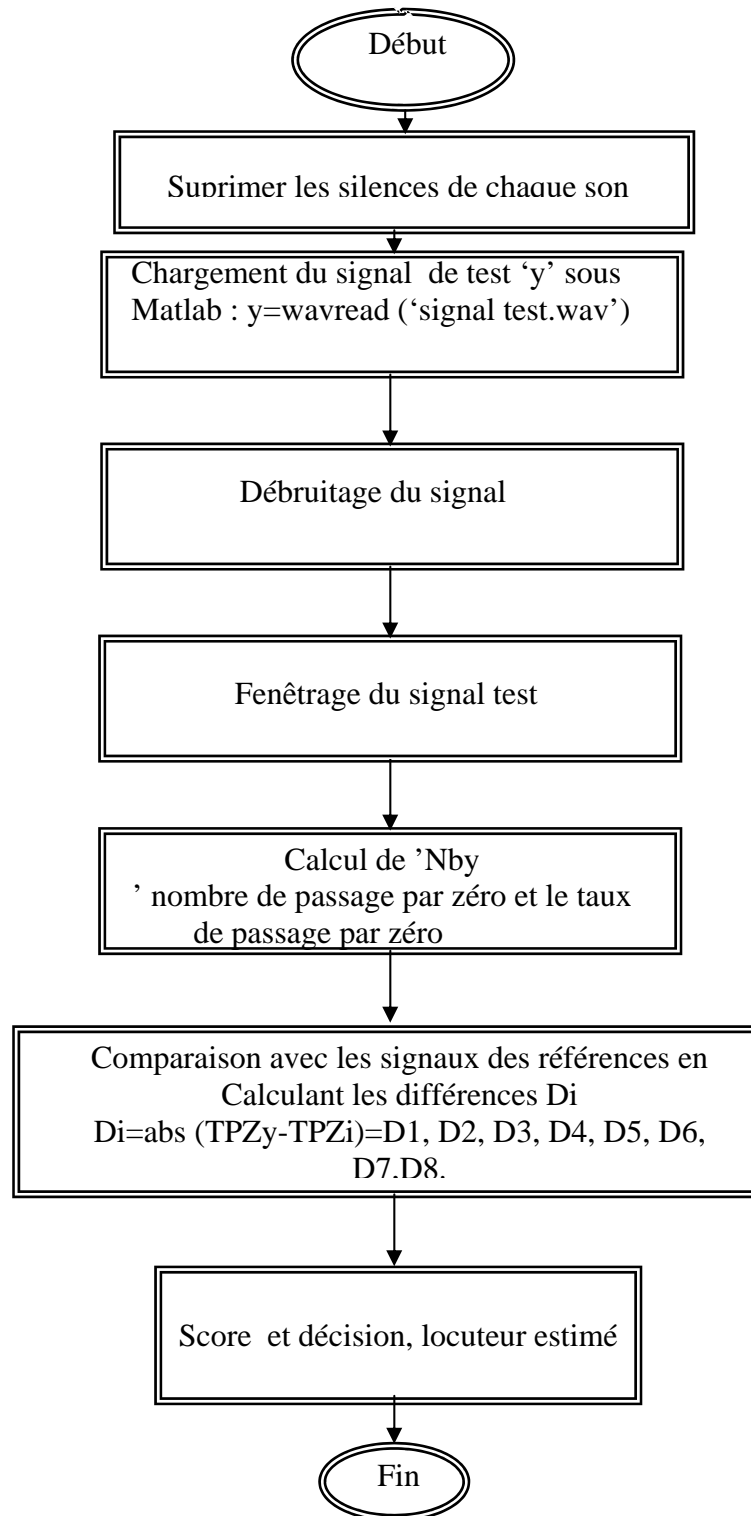 Début
Suprimer les silences de chaque son
Chargement du signal de test ‘y’ sous
Matlab : y=wavread (‘signal test.wav’)
Débruitage du signal
Fenêtrage du signal test
Calcul de ’Nby
’ nombre de passage par zéro et le taux
de passage par zéro
Comparaison avec les signaux des références en
Calculant les différences Di
Di=abs (TPZy-TPZi)=D1, D2, D3, D4, D5, D6,
D7,D8.
Score et décision, locuteur estimé
Fin